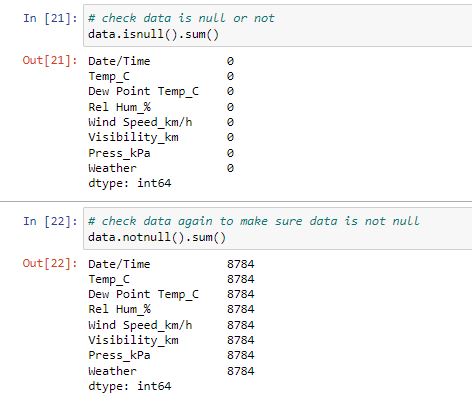 In [21]: # check data is null or not
data.isnull().sum()
Out[21]: Date/Time 0
Temp_C 0
Dew Point Temp_C 0
Rel Hum_% 0
Wind Speed_km/h 0
Visibility_km 0
Press_kPa 0
Weather 0
dtype: int64
In [22]: # check data again to make sure data is not null
data.notnull().sum()
Out[22]: Date/Time 8784
Temp_C 8784
Dew Point Temp_C 8784
Rel Hum_% 8784
Wind Speed_km/h 8784
Visibility_km 8784
Press_kPa 8784
Weather 8784
dtype: int64